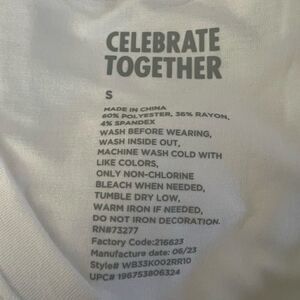 CELEBRATE
TOGETHER
S
MADE IN CHINA
60% POLYESTER, 36% RAYON,
4% SPANDEX
WASH BEFORE WEARING,
WASH INSIDE OUT,
MACHINE WASH COLD WITH
LIKE COLORS,
ONLY NON-CHLORINE
BLEACH WHEN NEEDED,
TUMBLE DRY LOW,
WARM IRON IF NEEDED,
DO NOT IRON DECORATION.
RN#73277
Factory Code:216623
Manufacture date: 06/23
Style# WB33K002RR10
UPC# 196753806324